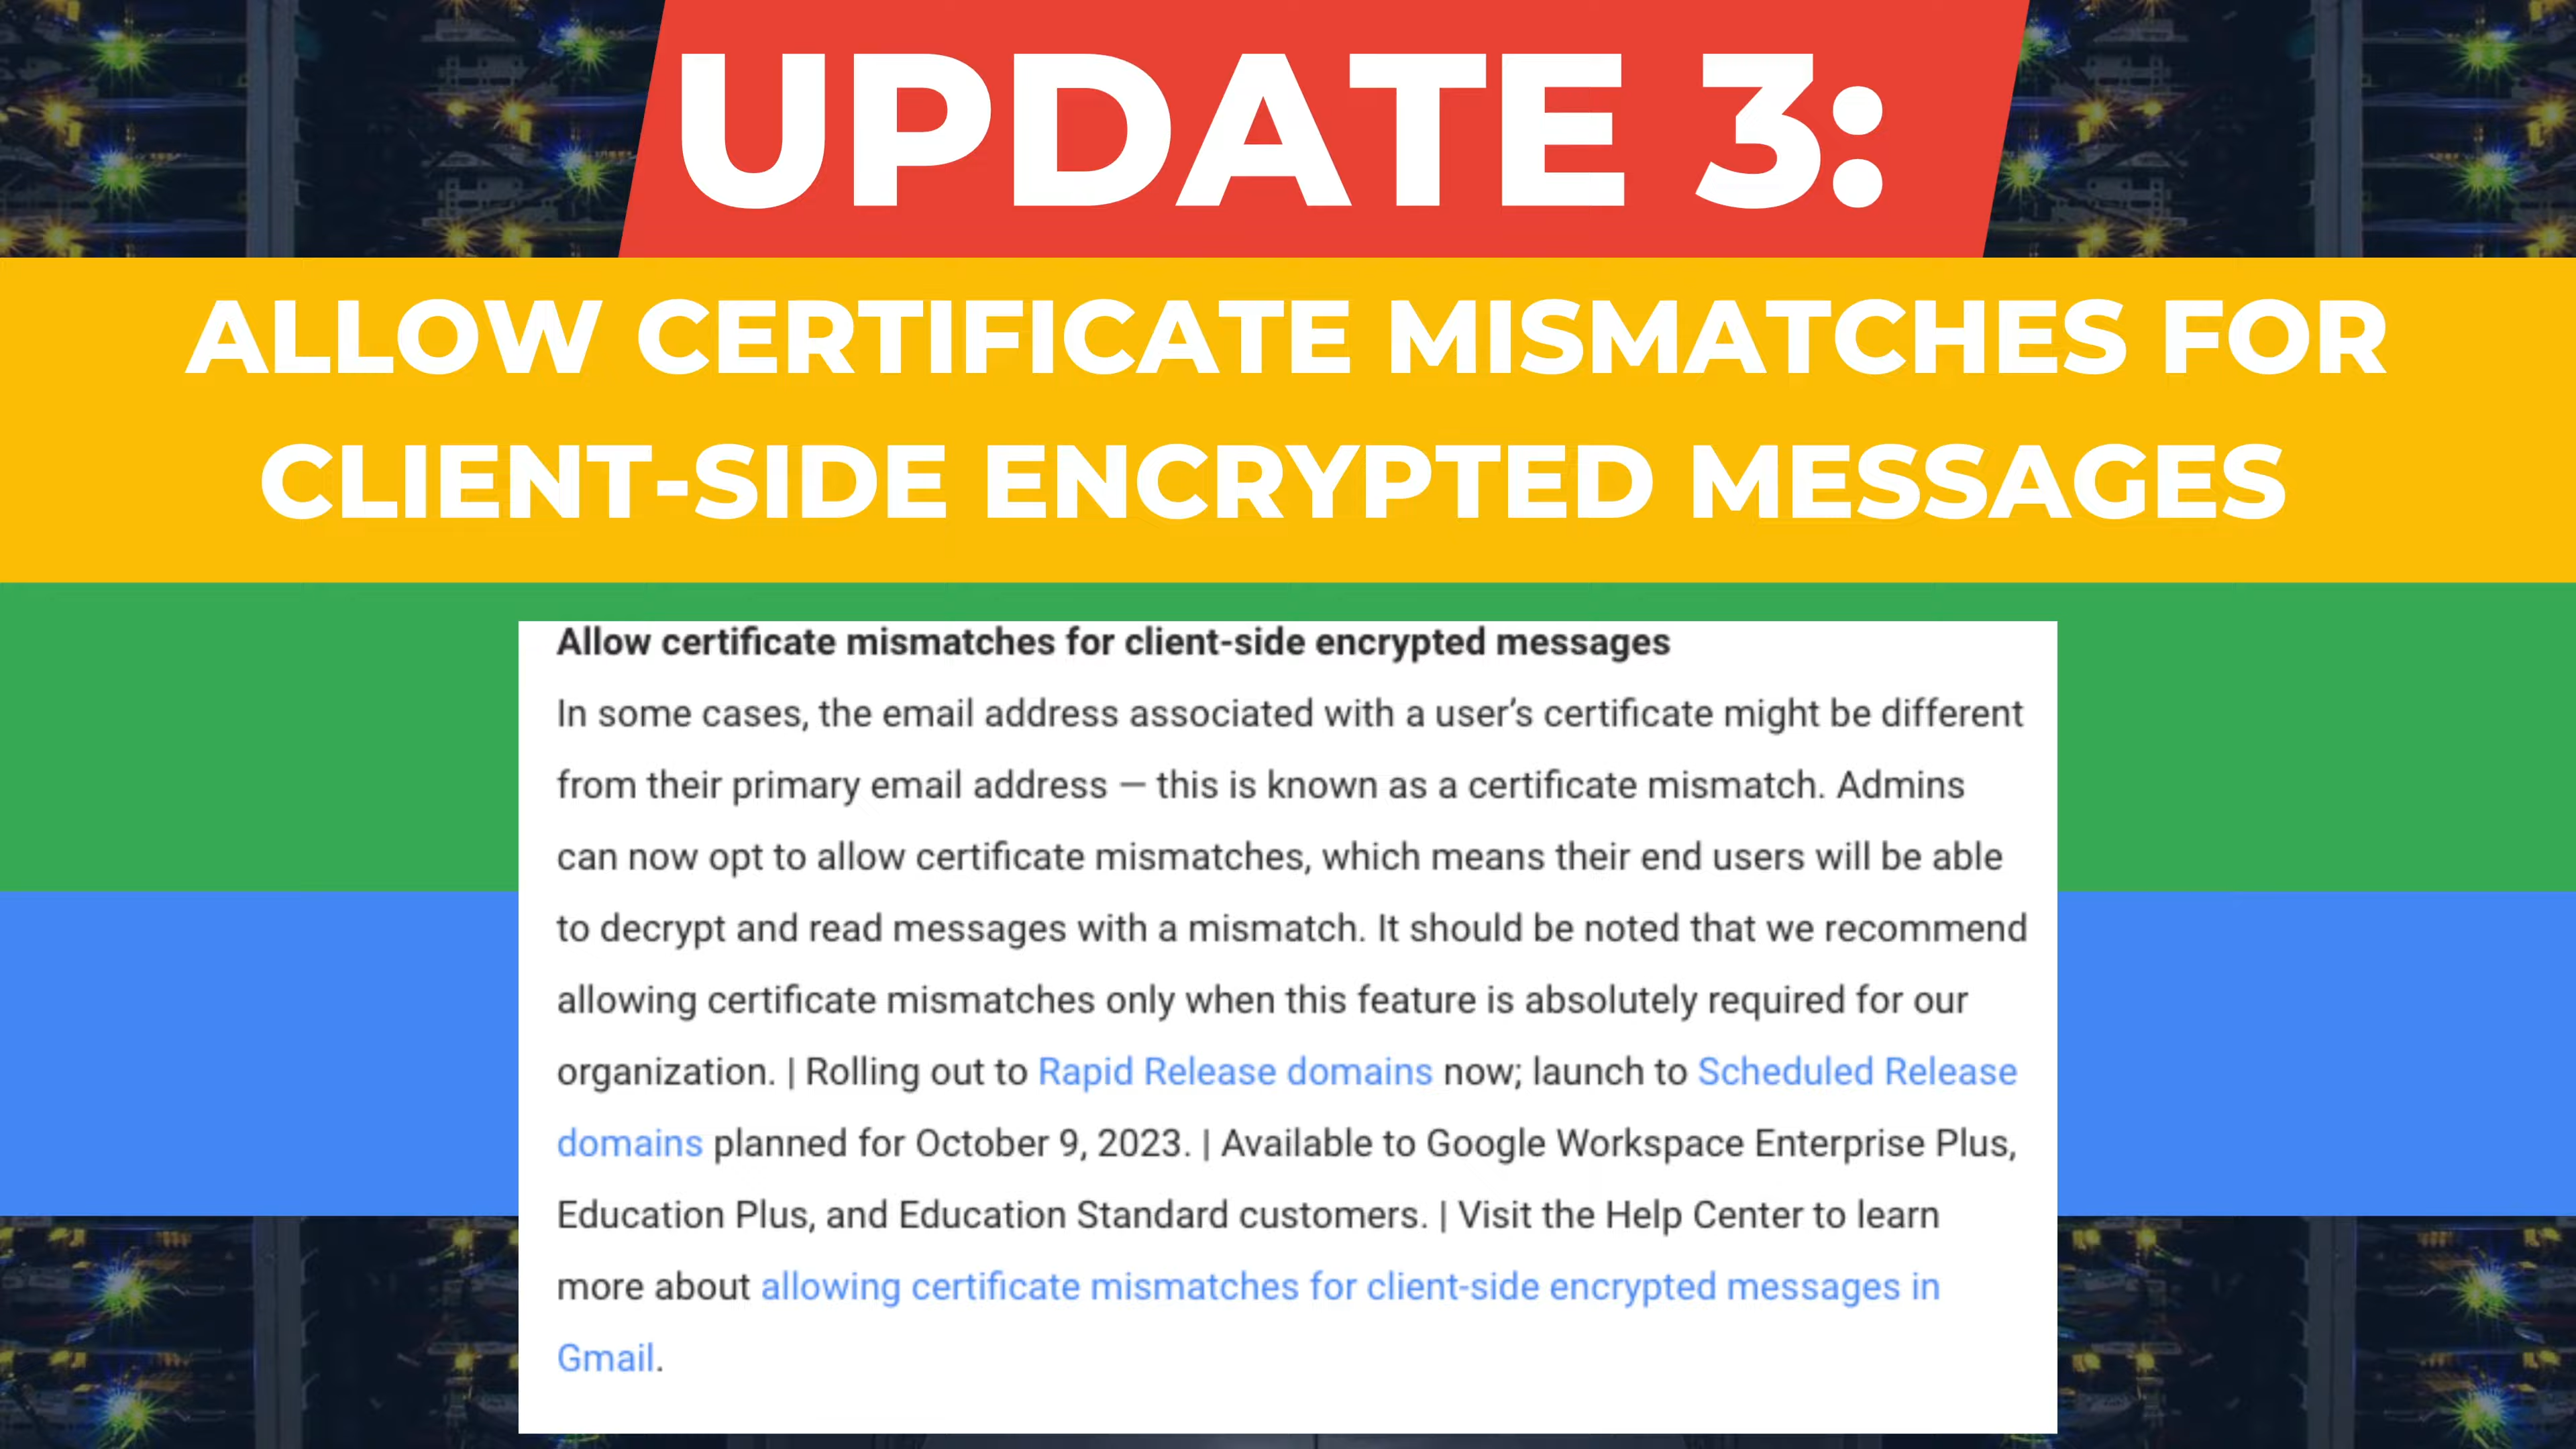 UPDATE 3:
ALLOW CERTIFICATE MISMATCHES FOR
CLIENT-SIDE ENCRYPTED MESSAGES
Allow certificate mismatches for client-side encrypted messages
In some cases, the email address associated with a user’s certificate might be different
from their primary email address — this is known as a certificate mismatch. Admins
can now opt to allow certificate mismatches, which means their end users will be able
to decrypt and read messages with a mismatch. It should be noted that we recommend
allowing certificate mismatches only when this feature is absolutely required for our
organization. | Rolling out to Rapid Release domains now; launch to Scheduled Release
domains planned for October 9, 2023. | Available to Google Workspace Enterprise Plus,
Education Plus, and Education Standard customers. | Visit the Help Center to learn
more about allowing certificate mismatches for client-side encrypted messages in
Gmail.